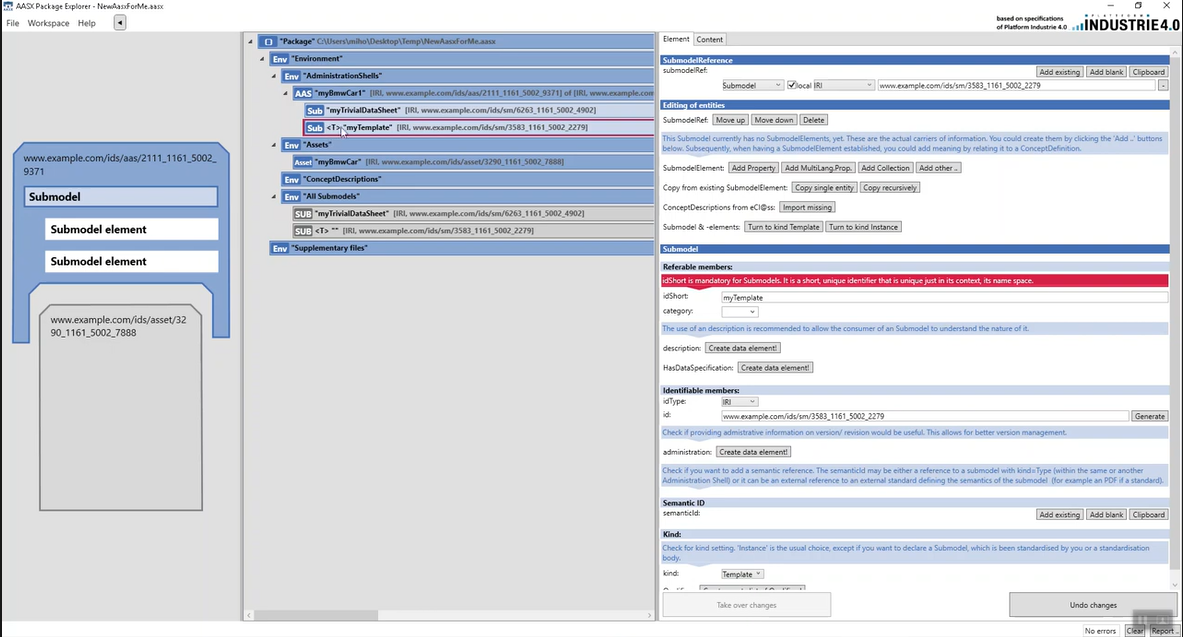 AASX Package Explorer - NewAasxForMe.aasx
File Workspace Help
based on specifications
of Platform Industrie 4.0
PLATTFORM
INDUSTRIE4.0
www.example.com/ids/aas/2111_1161_5002_
9371
Submodel
Submodel element
Submodel element
www.example.com/ids/asset/32
90_1161_5002_7888
"Package" C:\Users\miho\Desktop\Temp\NewAasxForMe.aasx
Env "Environment"
Env "AdministrationShells"
AAS "myBmwCar1" [IRI, www.example.com/ids/aas/2111_1161_5002_9371] of [IRI, www.example.com
Sub "myTrivialDataSheet" [IRI, www.example.com/ids/sm/6263_1161_5002_4902]
Sub <T> "myTemplate" [IRI, www.example.com/ids/sm/3583_1161_5002_2279]
Env "Assets"
Asset "myBmwCar" [IRI, www.example.com/ids/asset/3290_1161_5002_7888]
Env "ConceptDescriptions"
Env "All Submodels"
SUB "myTrivialDataSheet" [IRI, www.example.com/ids/sm/6263_1161_5002_4902]
SUB <T> "" [IRI, www.example.com/ids/sm/3583_1161_5002_2279]
Env "Supplementary files"
Element Content
SubmodelReference
submodelRef:
Add existing Add blank Clipboard
Submodel local IRI www.example.com/ids/sm/3583_1161_5002_2279 -
Editing of entities
SubmodelRef: Move up Move down Delete
This Submodel currently has no SubmodelElements, yet. These are the actual carriers of information. You could create them by clicking the 'Add ..' buttons
below. Subsequently, when having a SubmodelElement established, you could add meaning by relating it to a ConceptDefinition.
SubmodelElement: Add Property Add MultiLang.Prop. Add Collection Add other ..
Copy from existing SubmodelElement: Copy single entity Copy recursively
ConceptDescriptions from eCl@ss: Import missing
Submodel & -elements: Turn to kind Template Turn to kind Instance
Submodel
Referable members:
idShort is mandatory for Submodels. It is a short, unique identifier that is unique just in its context, its name space.
idShort: myTemplate
category:
The use of an description is recommended to allow the consumer of an Submodel to understand the nature of it.
description: Create data element!
HasDataSpecification: Create data element!
Identifiable members:
idType: IRI
id: www.example.com/ids/sm/3583_1161_5002_2279 Generate
Check if providing admistrative information on version/ revision would be useful. This allows for better version management.
administration: Create data element!
Check if you want to add a semantic reference. The semanticId may be either a reference to a submodel with kind=Type (within the same or another
Administration Shell) or it can be an external reference to an external standard defining the semantics of the submodel (for example an PDF if a standard).
Semantic ID
semanticId: Add existing Add blank Clipboard
Kind:
Check for kind setting. 'Instance' is the usual choice, except if you want to declare a Submodel, which is been standardised by you or a standardisation
body.
kind: Template
Take over changes Undo changes
No errors Clear Report ..